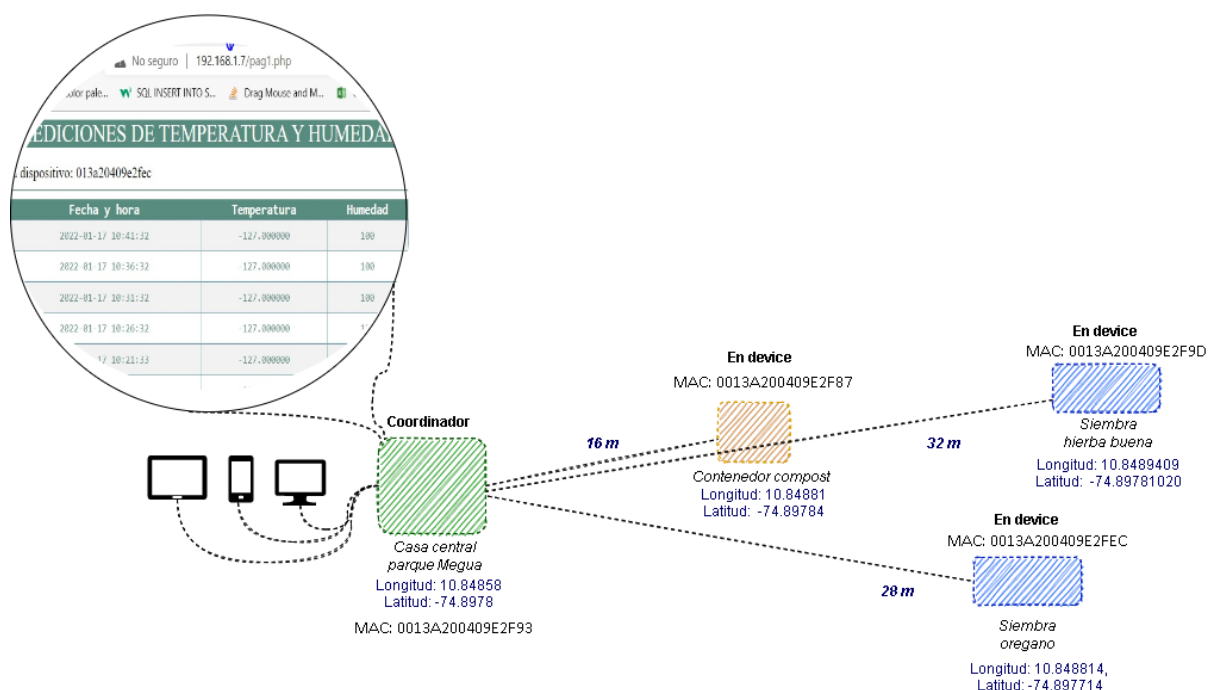 No seguro | 192.168.1.7/pag1.php
olor pale... SQL INSERT INTO S... Drag Mouse and M...
EDICIONES DE TEMPERATURA Y HUMEDA
dispositivo: 013a20409e2fec
Fecha y hora Temperatura Humedad
2022-01-17 10:41:32 -127.000000 100
2022-01-17 10:36:32 -127.000000 100
2022-01-17 10:31:32 -127.000000 100
2022-01-17 10:26:32 -127.000000
17 10:21:33 -127.000000
Coordinador
Casa central
parque Megua
Longitud: 10.84858
Latitud: -74.8978
MAC: 0013A200409E2F93
16 m
En device
MAC: 0013A200409E2F87
Contenedor compost
Longitud: 10.84881
Latitud: -74.89784
32 m
En device
MAC: 0013A200409E2F9D
Siembra
hierba buena
Longitud: 10.8489409
Latitud: -74.89781020
28 m
En device
MAC: 0013A200409E2FEC
Siembra
oregano
Longitud: 10.848814,
Latitud: -74.897714